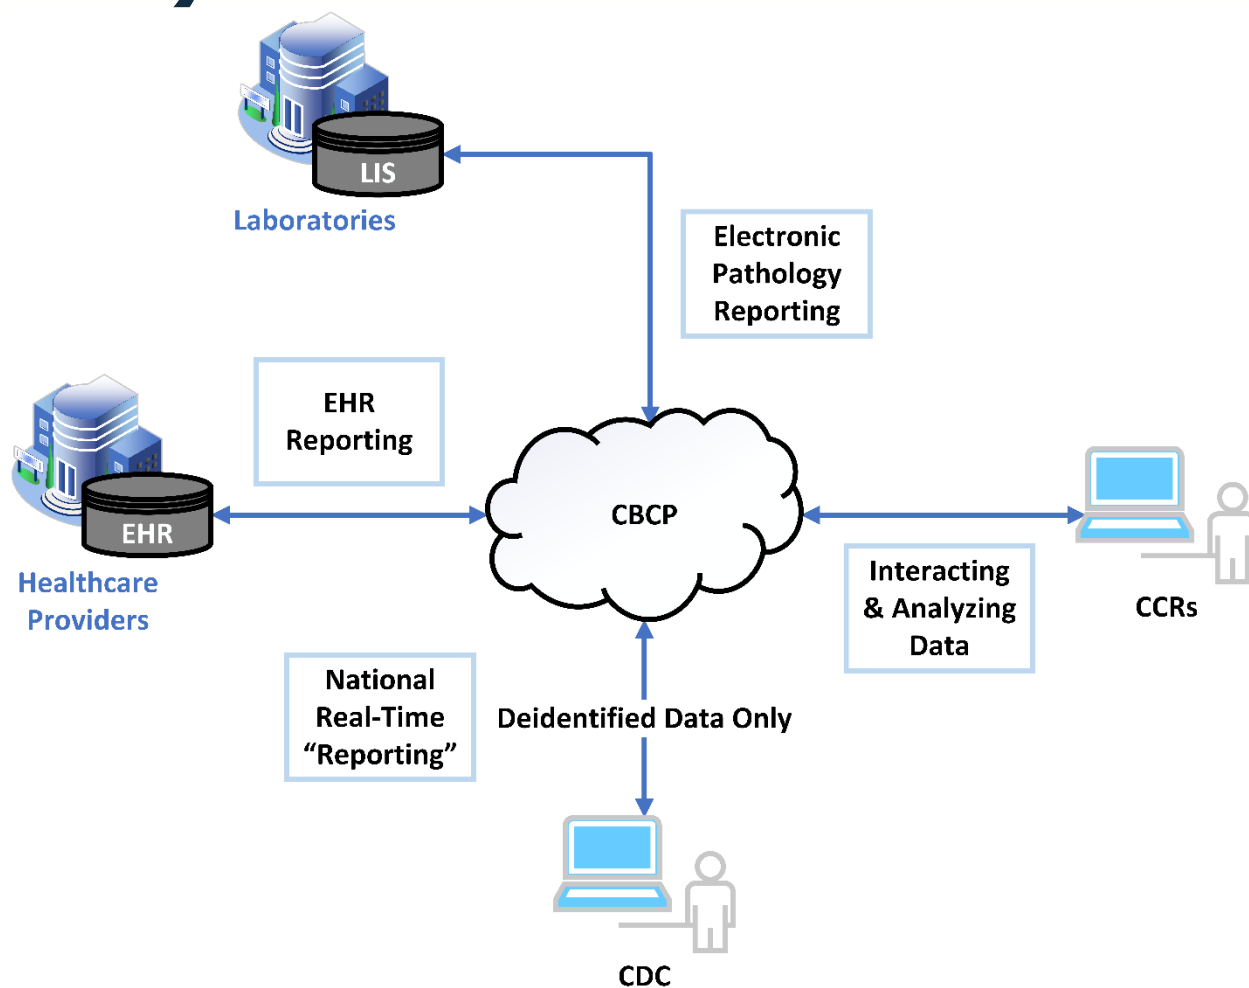 LIS
Laboratories
Electronic
Pathology
Reporting
EHR
Reporting
EHR
Healthcare
Providers
CBCP
Interacting
& Analyzing
Data
CCRs
National
Real-Time
“Reporting”
Deidentified Data Only
CDC